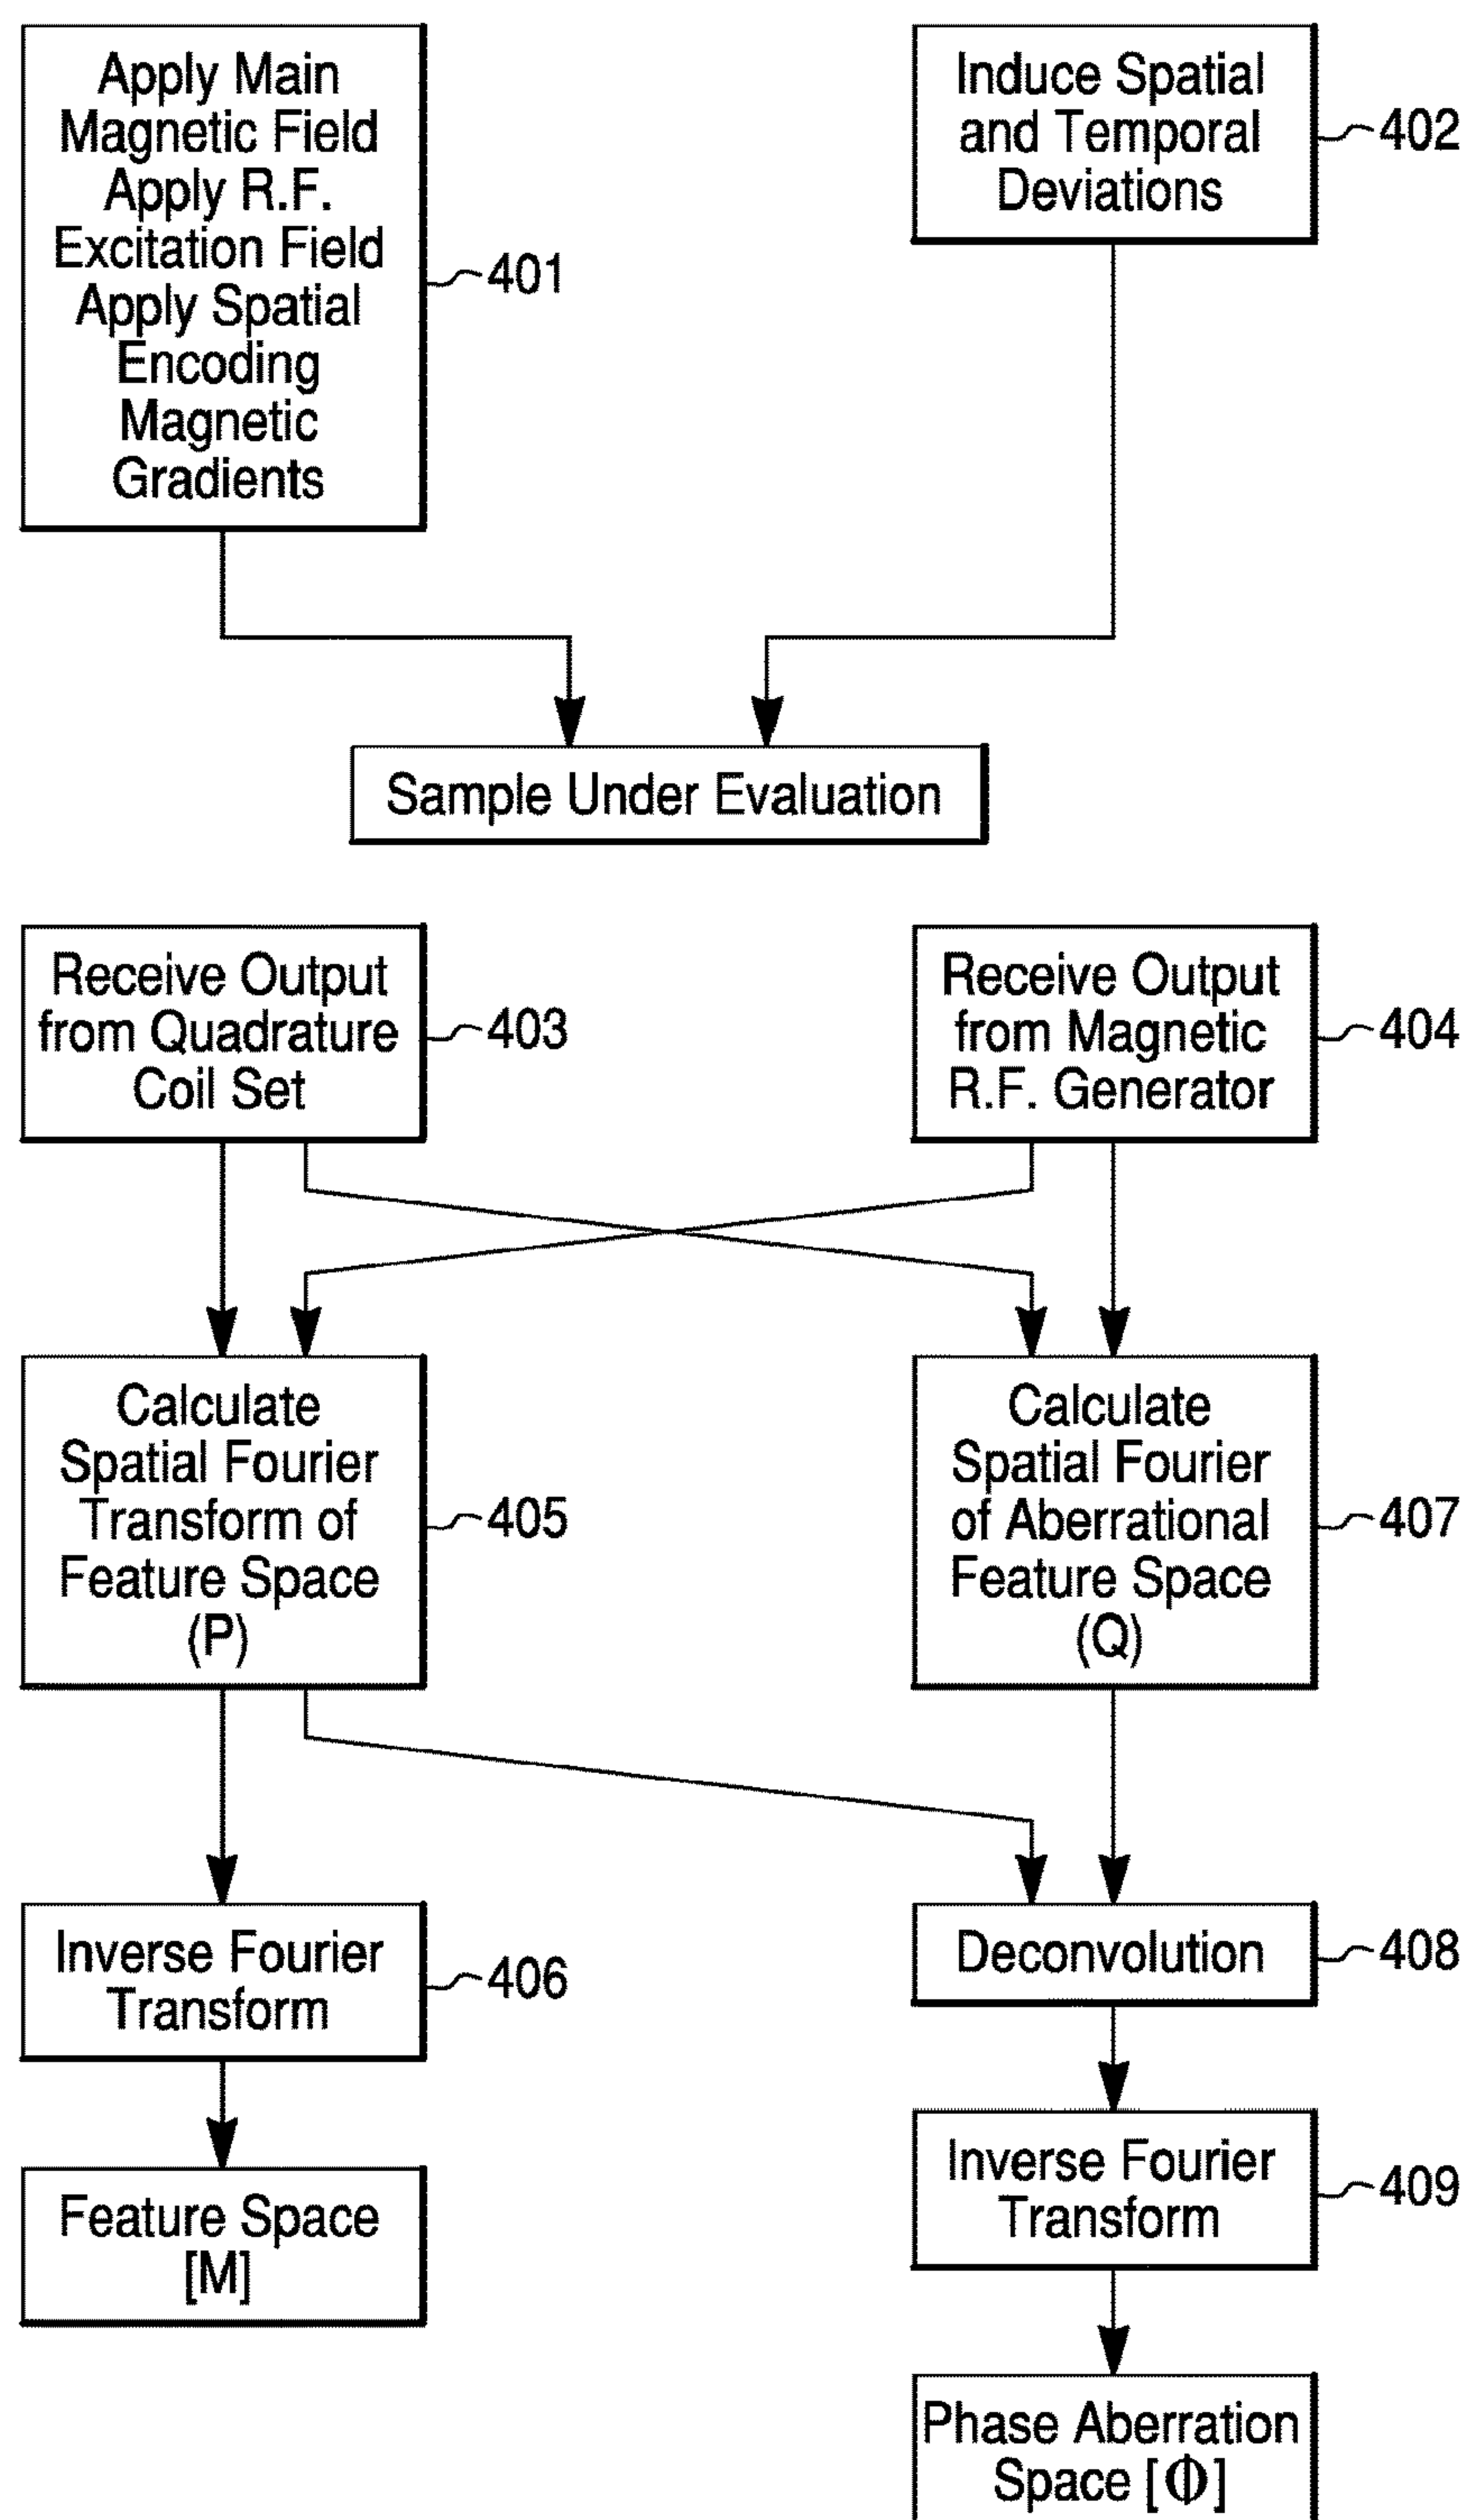 Apply Main
Magnetic Field
Apply R.F.
Excitation Field
Apply Spatial
Encoding
Magnetic
Gradients
401
Induce Spatial
and Temporal
Deviations
402
Sample Under Evaluation
Receive Output
from Quadrature
Coil Set
403
Receive Output
from Magnetic
R.F. Generator
404
Calculate
Spatial Fourier
Transform of
Feature Space
(P)
405
Calculate
Spatial Fourier
of Aberrational
Feature Space
(Q)
407
Inverse Fourier
Transform
406
Deconvolution
408
Feature Space
[M]
Inverse Fourier
Transform
409
Phase Aberration
Space [Φ]